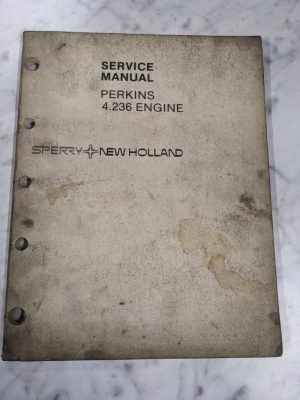 SERVICE
MANUAL
PERKINS
4.236 ENGINE
SPERRY NEW HOLLAND